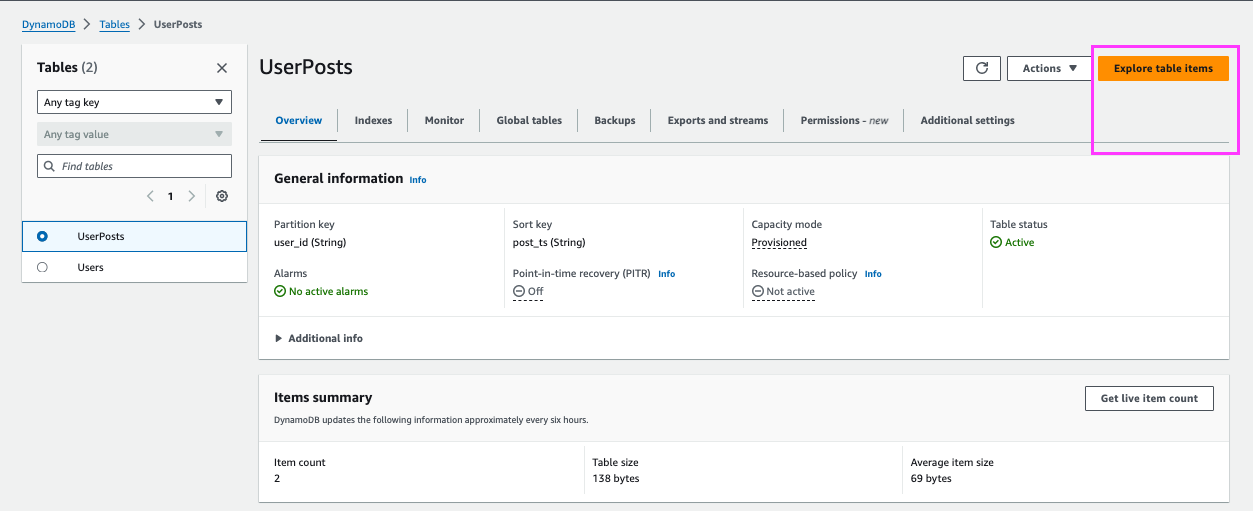 DynamoDB > Tables > UserPosts
Tables (2)
Any tag key
Any tag value
Find tables
1
UserPosts
Users
UserPosts
Actions
Explore table items
Overview
Indexes
Monitor
Global tables
Backups
Exports and streams
Permissions - new
Additional settings
General information Info
Partition key
user_id (String)
Sort key
post_ts (String)
Capacity mode
Provisioned
Table status
Active
Alarms
No active alarms
Point-in-time recovery (PITR) Info
Off
Resource-based policy Info
Not active
Additional info
Items summary
Get live item count
DynamoDB updates the following information approximately every six hours.
Item count
2
Table size
138 bytes
Average item size
69 bytes